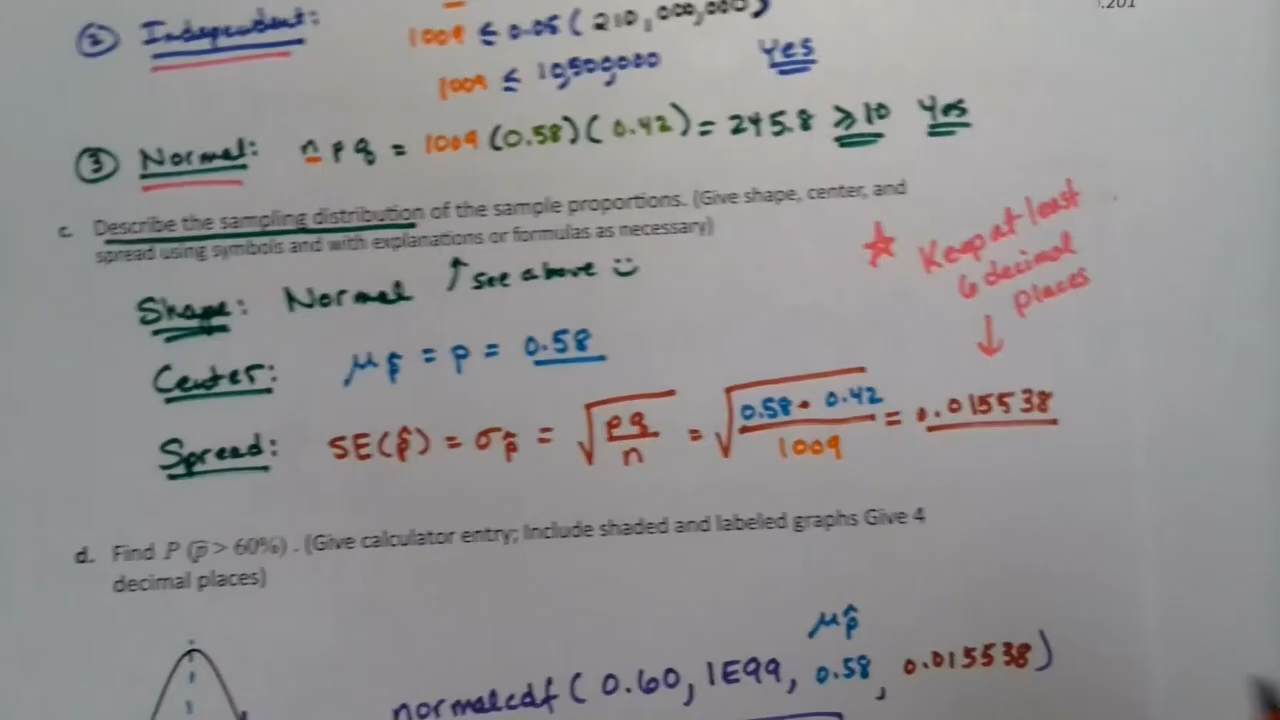 .201
② Independent: 1009 ≤ 0.05 (210,000,000)
1009 ≤ 10,500,000 Yes
③ Normal: n p q = 1009 (0.58)(0.42) = 245.8 ≥ 10 Yes
c. Describe the sampling distribution of the sample proportions. (Give shape, center, and
spread using symbols and with explanations or formulas as necessary)
★ Keep at least
6 decimal
places
↓
Shape: Normal ↑ see above ☺
Center: μp̂ = p = 0.58
Spread: SE(p̂) = σp̂ = √(pq/n) = √(0.58 · 0.42/1009) = 0.015538
d. Find P (p̂ > 60%) . (Give calculator entry; Include shaded and labeled graphs Give 4
decimal places)
μp̂
normalcdf (0.60, 1E99, 0.58, 0.015538)